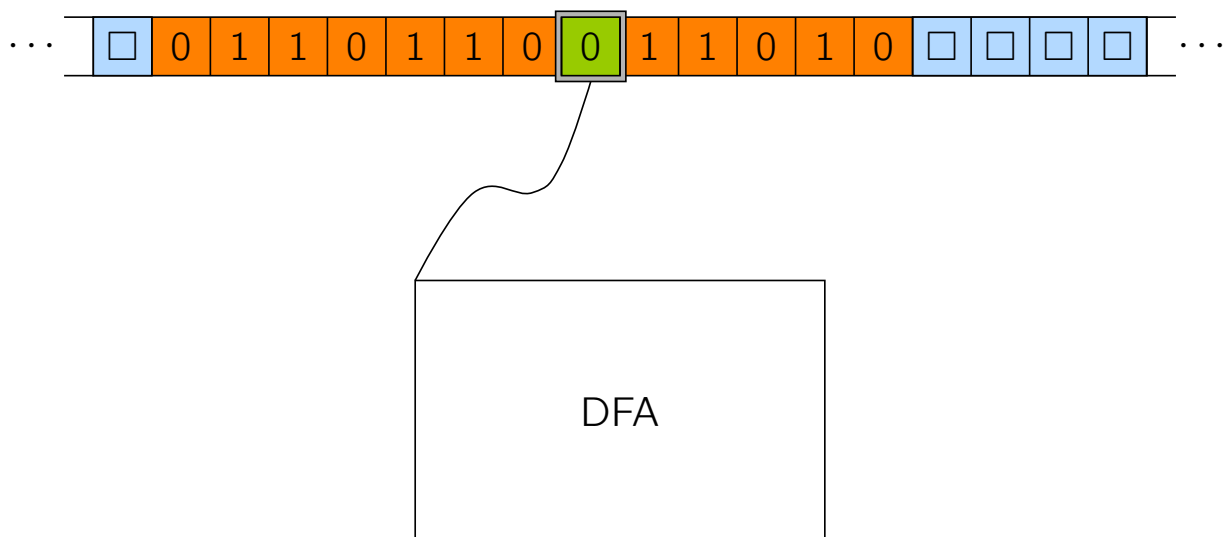 ··· □ 0 1 1 0 1 1 0 0 1 1 0 1 0 □ □ □ □ ···
DFA